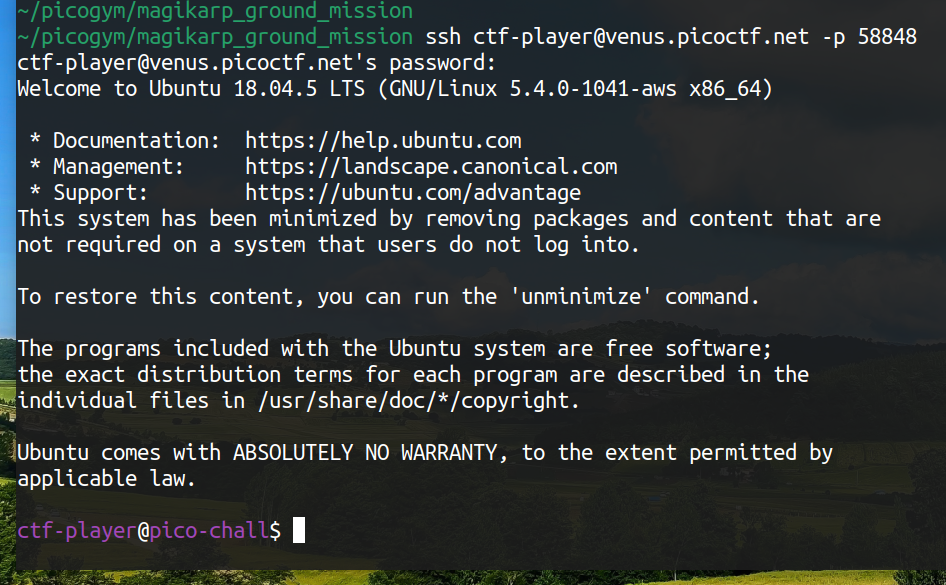 ~/picogym/magikarp_ground_mission
~/picogym/magikarp_ground_mission ssh ctf-player@venus.picoctf.net -p 58848
ctf-player@venus.picoctf.net's password:
Welcome to Ubuntu 18.04.5 LTS (GNU/Linux 5.4.0-1041-aws x86_64)
* Documentation:  https://help.ubuntu.com
* Management:     https://landscape.canonical.com
* Support:        https://ubuntu.com/advantage
This system has been minimized by removing packages and content that are
not required on a system that users do not log into.
To restore this content, you can run the 'unminimize' command.
The programs included with the Ubuntu system are free software;
the exact distribution terms for each program are described in the
individual files in /usr/share/doc/*/copyright.
Ubuntu comes with ABSOLUTELY NO WARRANTY, to the extent permitted by
applicable law.
ctf-player@pico-chall$